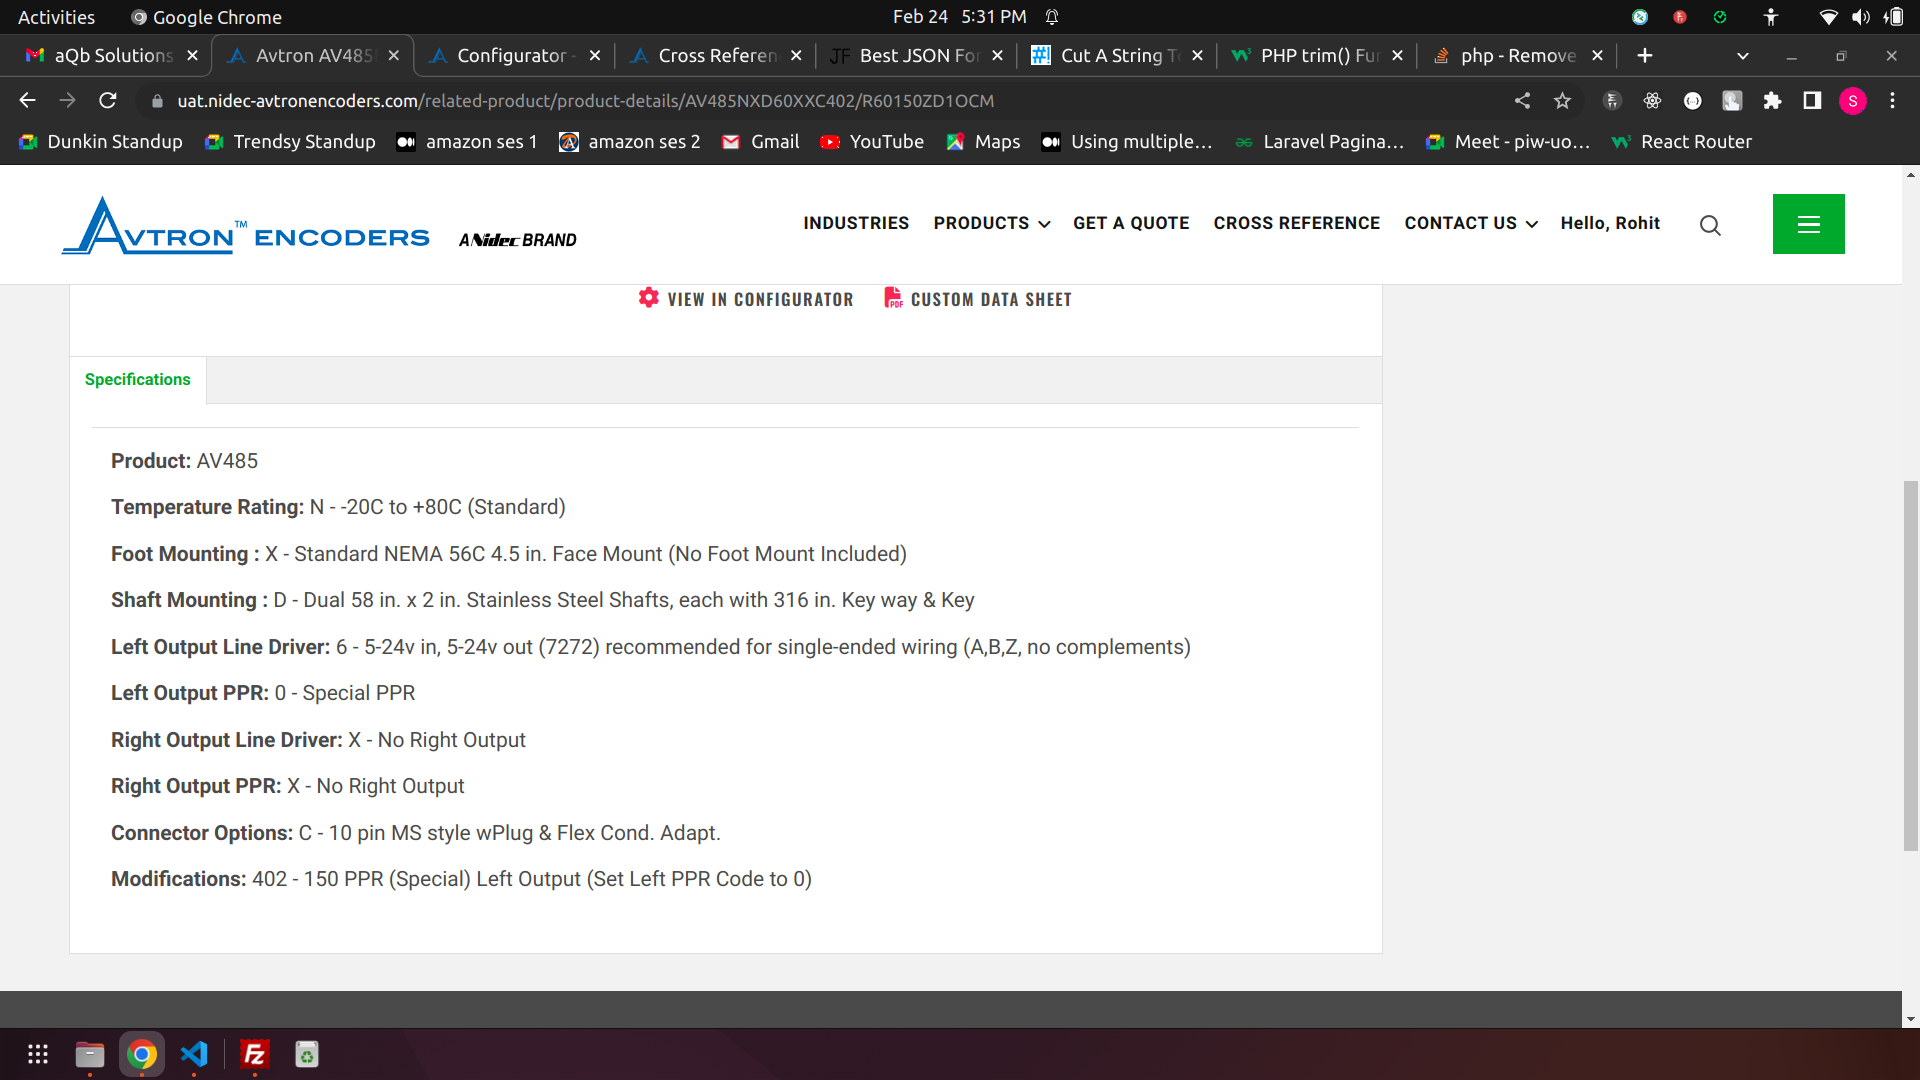 Activities Google Chrome Feb 24 5:31 PM
aQb Solutions Avtron AV485 Configurator - Cross Referen JF Best JSON For Cut A String T PHP trim() Fu php - Remove
uat.nidec-avtronencoders.com/related-product/product-details/AV485NXD60XXC402/R60150ZD1OCM S
Dunkin Standup Trendsy Standup amazon ses 1 amazon ses 2 Gmail YouTube Maps Using multiple... Laravel Pagina... Meet - piw-uo... React Router
AVTRON™ ENCODERS A Nidec BRAND INDUSTRIES PRODUCTS GET A QUOTE CROSS REFERENCE CONTACT US Hello, Rohit
VIEW IN CONFIGURATOR PDF CUSTOM DATA SHEET
Specifications
Product: AV485
Temperature Rating: N - -20C to +80C (Standard)
Foot Mounting : X - Standard NEMA 56C 4.5 in. Face Mount (No Foot Mount Included)
Shaft Mounting : D - Dual 58 in. x 2 in. Stainless Steel Shafts, each with 316 in. Key way & Key
Left Output Line Driver: 6 - 5-24v in, 5-24v out (7272) recommended for single-ended wiring (A,B,Z, no complements)
Left Output PPR: 0 - Special PPR
Right Output Line Driver: X - No Right Output
Right Output PPR: X - No Right Output
Connector Options: C - 10 pin MS style wPlug & Flex Cond. Adapt.
Modifications: 402 - 150 PPR (Special) Left Output (Set Left PPR Code to 0)
FZ